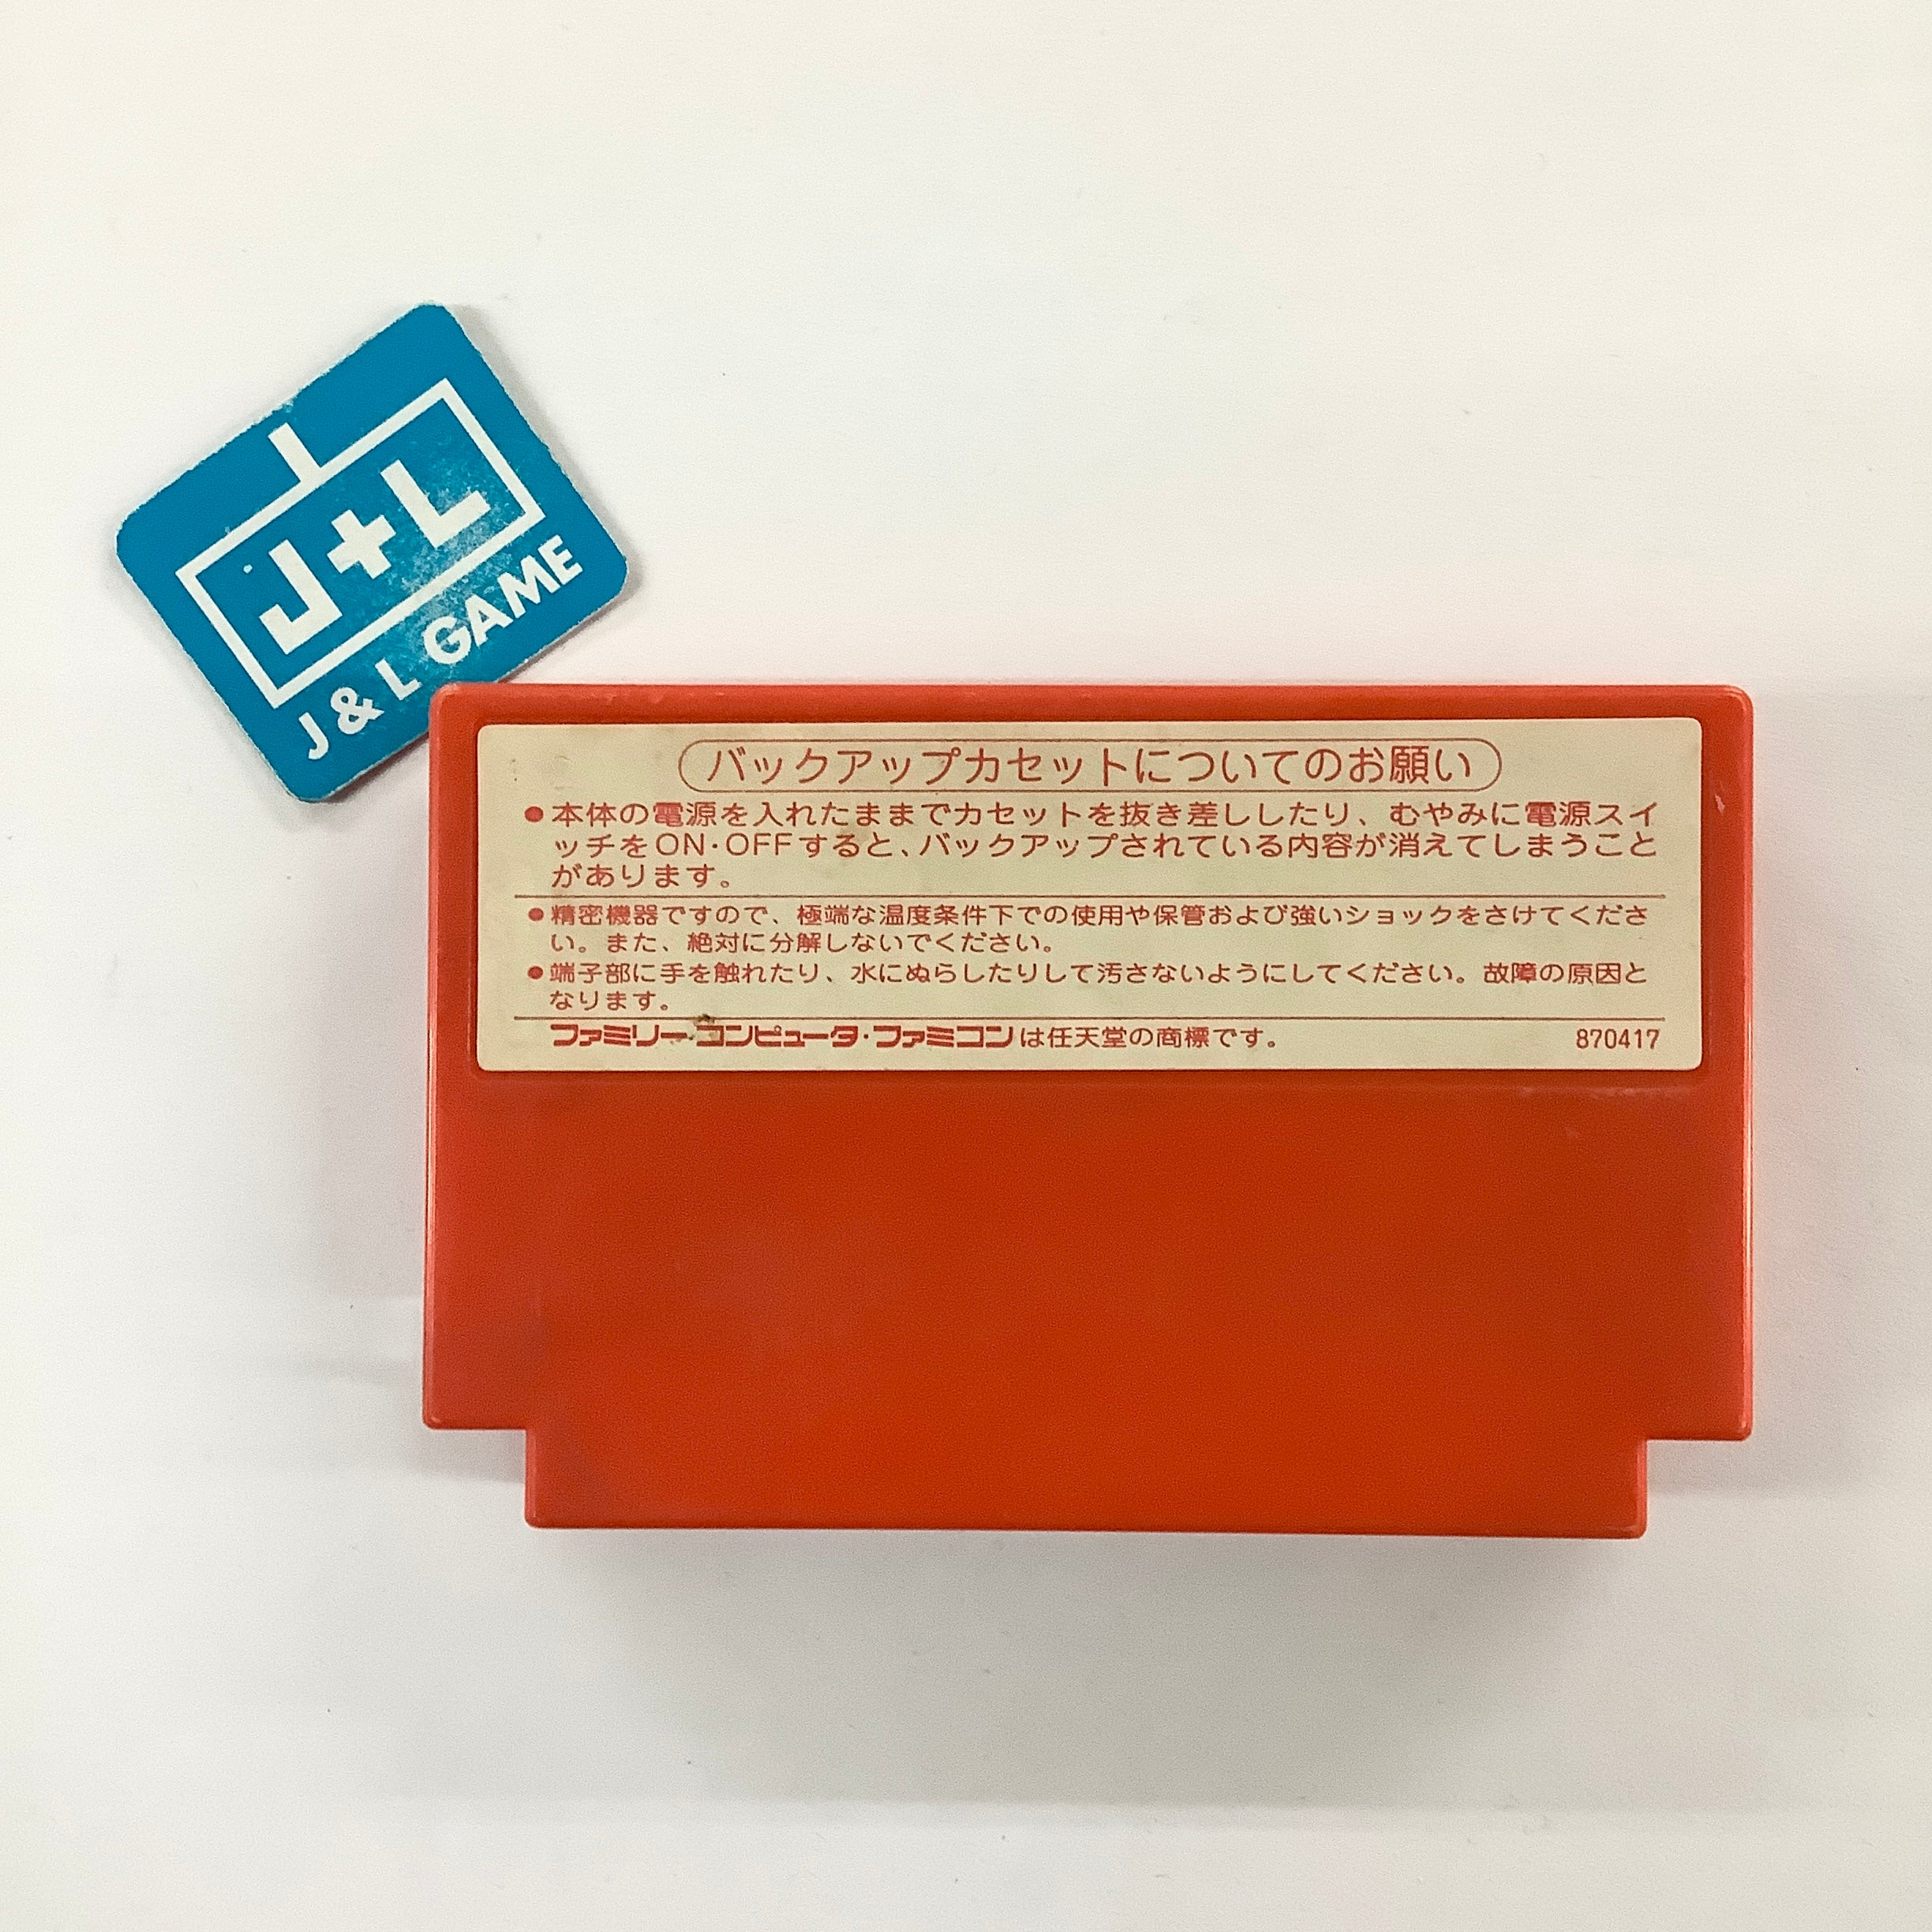 J+L
J & L GAME
バックアップカセットについてのお願い
●本体の電源を入れたままでカセットを抜き差ししたり、むやみに電源スイ
ッチをON・OFFすると、バックアップされている内容が消えてしまうこと
があります。
●精密機器ですので、極端な温度条件下での使用や保管および強いショックをさけてくださ
い。また、絶対に分解しないでください。
●端子部に手を触れたり、水にぬらしたりして汚さないようにしてください。故障の原因と
なります。
ファミリーコンピュータ・ファミコンは任天堂の商標です。 870417